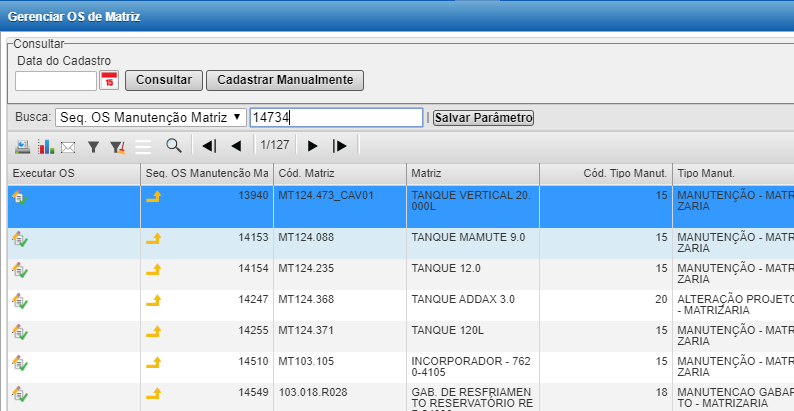 Gerenciar OS de Matriz
Consultar
Data do Cadastro
15 Consultar Cadastrar Manualmente
Busca: Seq. OS Manutenção Matriz ▼ 14734 | Salvar Parâmetro
1/127
Executar OS Seq. OS Manutenção Ma Cód. Matriz Matriz Cód. Tipo Manut. Tipo Manut.
13940 MT124.473_CAV01 TANQUE VERTICAL 20. 15 MANUTENÇÃO - MATR
000L ZARIA
14153 MT124.088 TANQUE MAMUTE 9.0 15 MANUTENÇÃO - MATR
ZARIA
14154 MT124.235 TANQUE 12.0 15 MANUTENÇÃO - MATR
ZARIA
14247 MT124.368 TANQUE ADDAX 3.0 20 ALTERAÇÃO PROJETO
- MATRIZARIA
14255 MT124.371 TANQUE 120L 15 MANUTENÇÃO - MATR
ZARIA
14510 MT103.105 INCORPORADOR - 762 15 MANUTENÇÃO - MATR
0-4105 ZARIA
14549 103.018.R028 GAB. DE RESFRIAMEN 18 MANUTENCAO GABAR
TO RESERVATÓRIO RE TO - MATRIZARIA